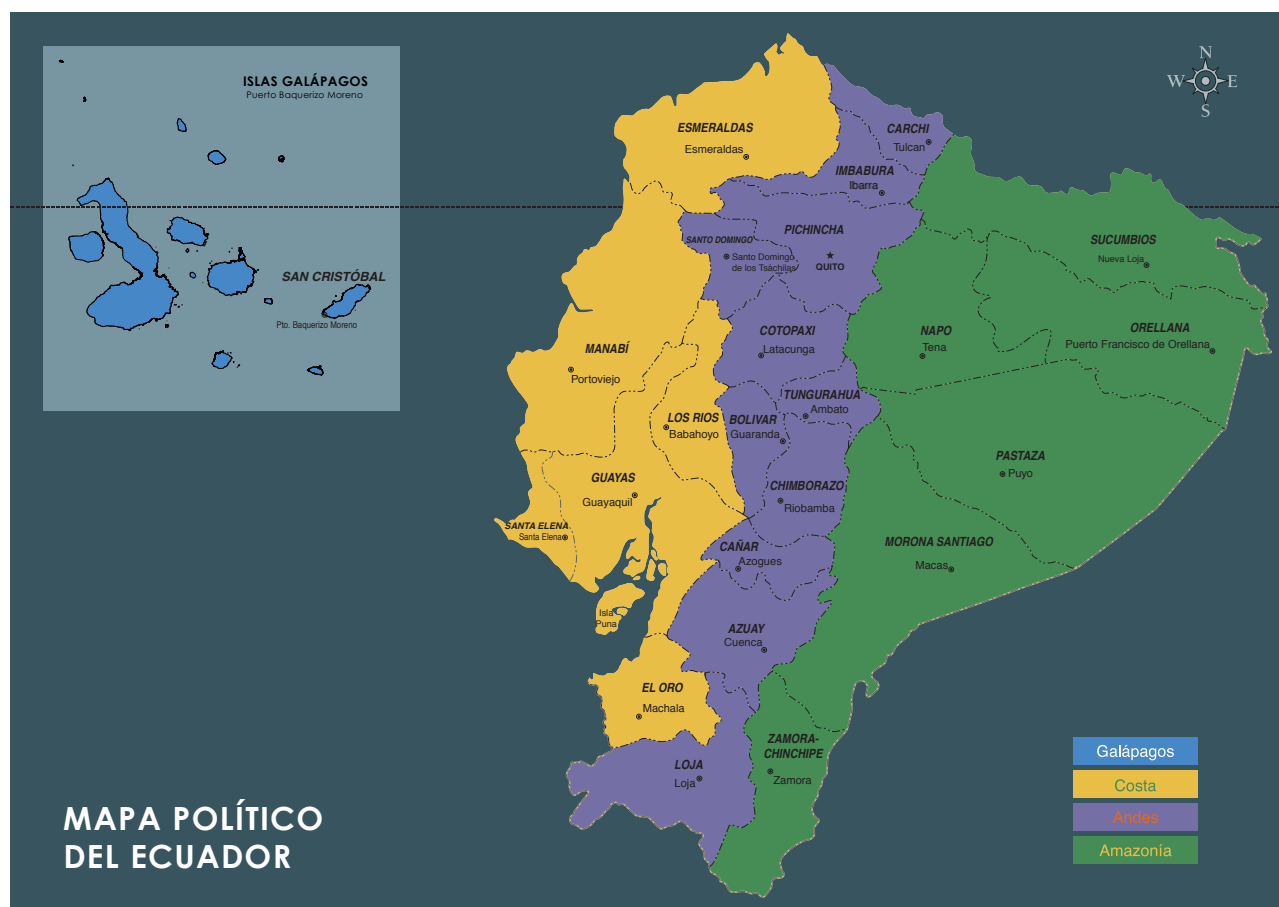 ISLAS GALÁPAGOS
Puerto Baquerizo Moreno
SAN CRISTÓBAL
Pto. Baquerizo Moreno
N
W
E
S
ESMERALDAS
Esmeraldas
CARCHI
Tulcan
IMBABURA
Ibarra
PICHINCHA
QUITO
SANTO DOMINGO
Santo Domingo
de los Tsáchilas
SUCUMBIOS
Nueva Loja
COTOPAXI
Latacunga
NAPO
Tena
ORELLANA
Puerto Francisco de Orellana
MANABÍ
Portoviejo
TUNGURAHUA
Ambato
LOS RIOS
Babahoyo
BOLIVAR
Guaranda
PASTAZA
Puyo
GUAYAS
Guayaquil
CHIMBORAZO
Riobamba
SANTA ELENA
Santa Elena
CAÑAR
Azogues
MORONA SANTIAGO
Macas
Isla
Puna
AZUAY
Cuenca
EL ORO
Machala
ZAMORA-
CHINCHIPE
Zamora
LOJA
Loja
MAPA POLÍTICO
DEL ECUADOR
Galápagos
Costa
Andes
Amazonía